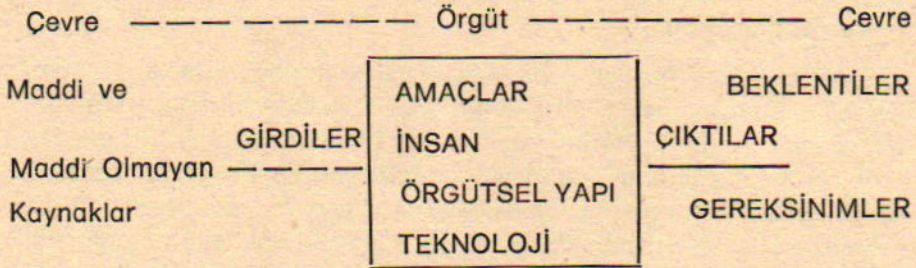 Çevre Örgüt Çevre
Maddi ve AMAÇLAR BEKLENTİLER
GİRDİLER İNSAN ÇIKTILAR
Maddi Olmayan
ÖRGÜTSEL YAPI
Kaynaklar GEREKSİNİMLER
TEKNOLOJİ